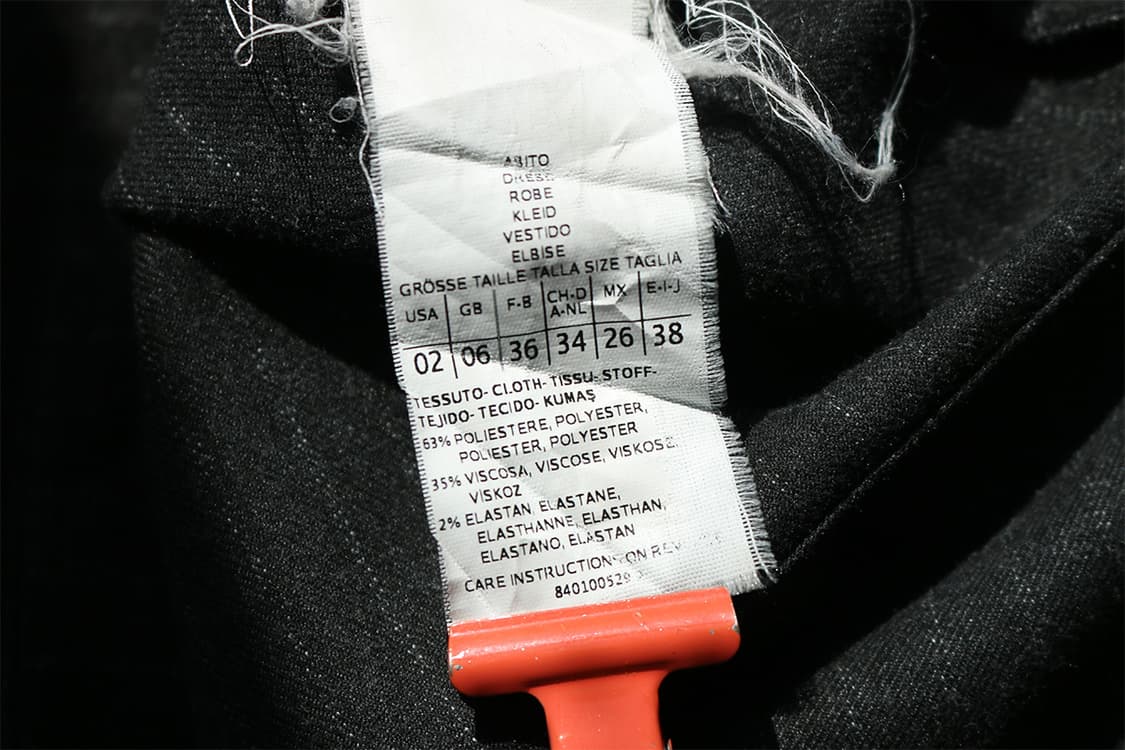 ABITO
DRESS
ROBE
KLEID
VESTIDO
ELBISE
GRÖSSE TAILLE TALLA SIZE TAGLIA
USA GB F-B CH-D A-NL MX E-I-J
02 06 36 34 26 38
TESSUTO- CLOTH- TISSU- STOFF-
TEJIDO- TECIDO- KUMAŞ
63% POLIESTERE, POLYESTER,
POLIESTER, POLYESTER
35% VISCOSA, VISCOSE, VISKOSE,
VISKOZ
2% ELASTAN, ELASTANE,
ELASTHANNE, ELASTHAN,
ELASTANO, ELASTAN
CARE INSTRUCTIONS ON
840100529